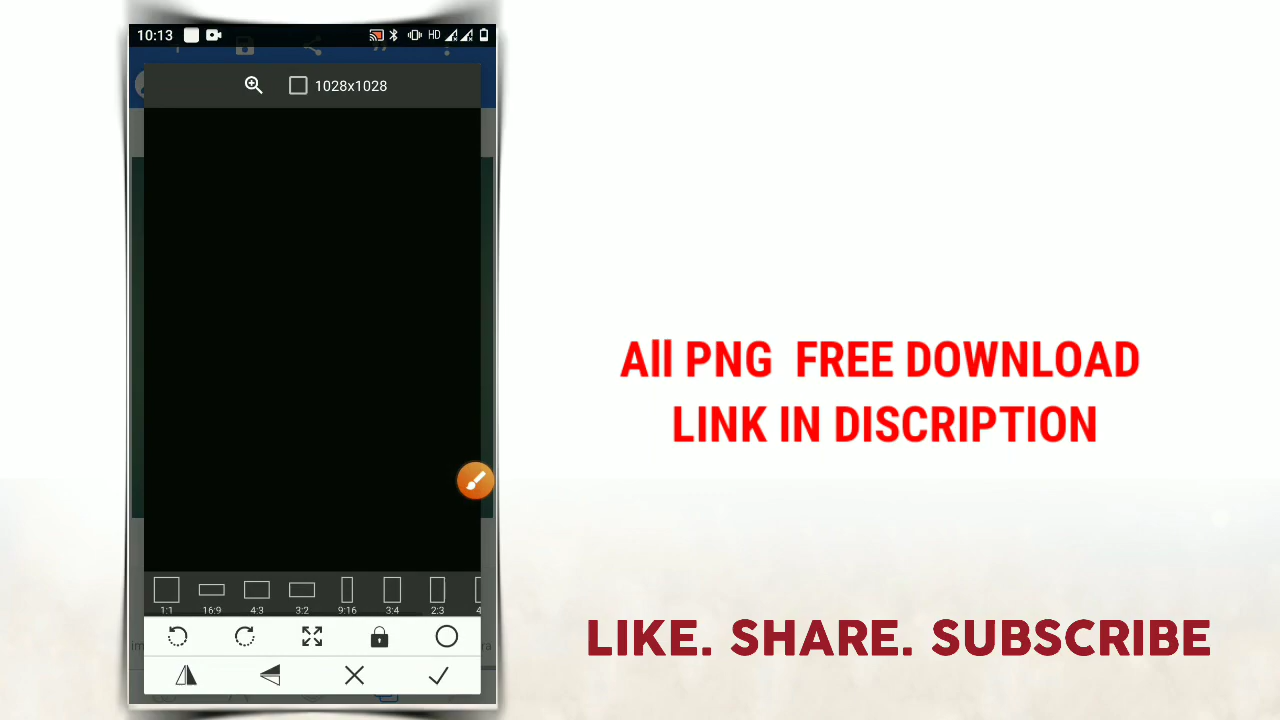 10:13 HD
1028x1028
1:1 16:9 4:3 3:2 9:16 3:4 2:3
All PNG FREE DOWNLOAD
LINK IN DISCRIPTION
LIKE. SHARE. SUBSCRIBE